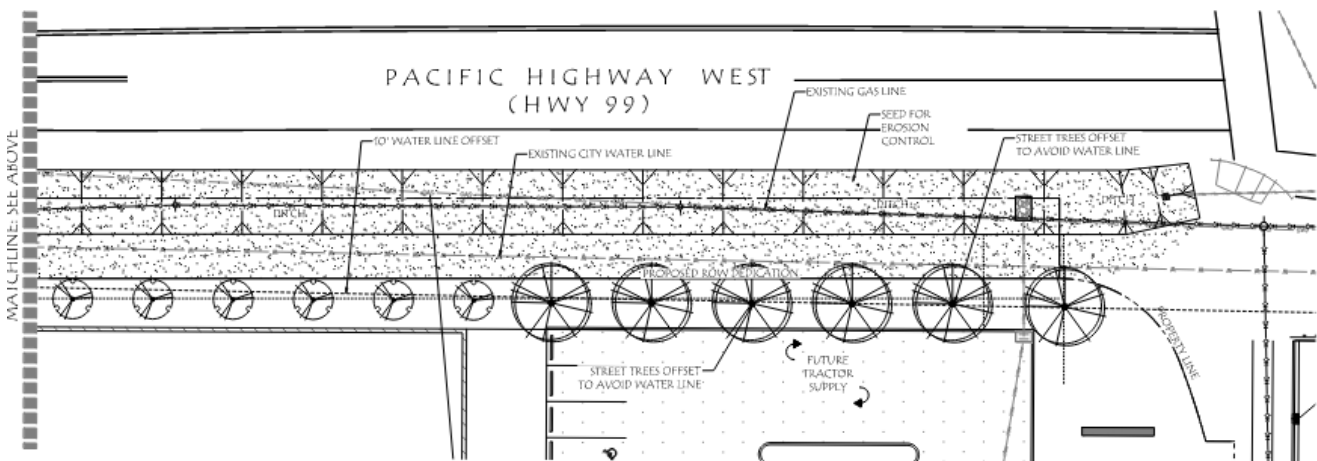 PACIFIC HIGHWAY WEST
(HWY 99)
EXISTING GAS LINE
SEED FOR
EROSION
CONTROL
STREET TREES OFFSET
TO AVOID WATER LINE
10' WATER LINE OFFSET
EXISTING CITY WATER LINE
MATCHLINE: SEE ABOVE
DITCH
DITCH
DITCH
PROPOSED ROW DEDICATION
PROPERTY LINE
STREET TREES OFFSET
TO AVOID WATER LINE
FUTURE
TRACTOR
SUPPLY